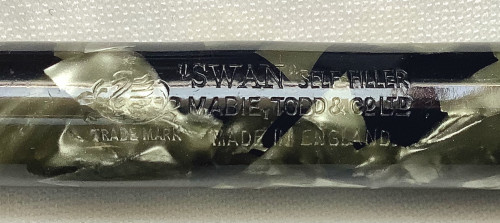 "SWAN" SELF FILLER
MABIE, TODD & CO LTD
TRADE MARK MADE IN ENGLAND.